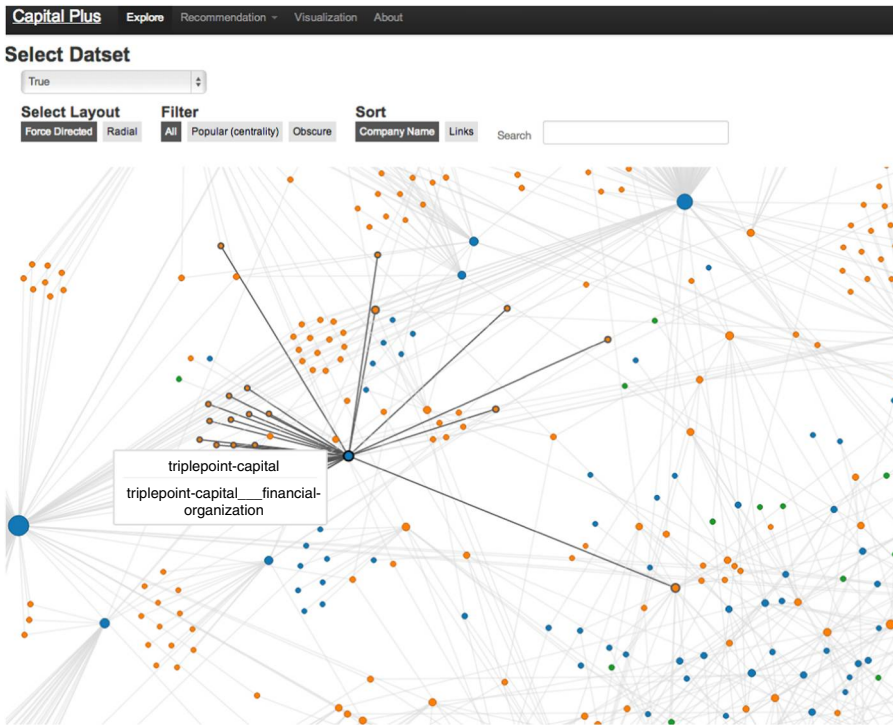 Capital Plus Explore Recommendation Visualization About
Select Datset
True
Select Layout Filter Sort
Force Directed Radial All Popular (centrality) Obscure Company Name Links Search
triplepoint-capital
triplepoint-capital___financial-
organization